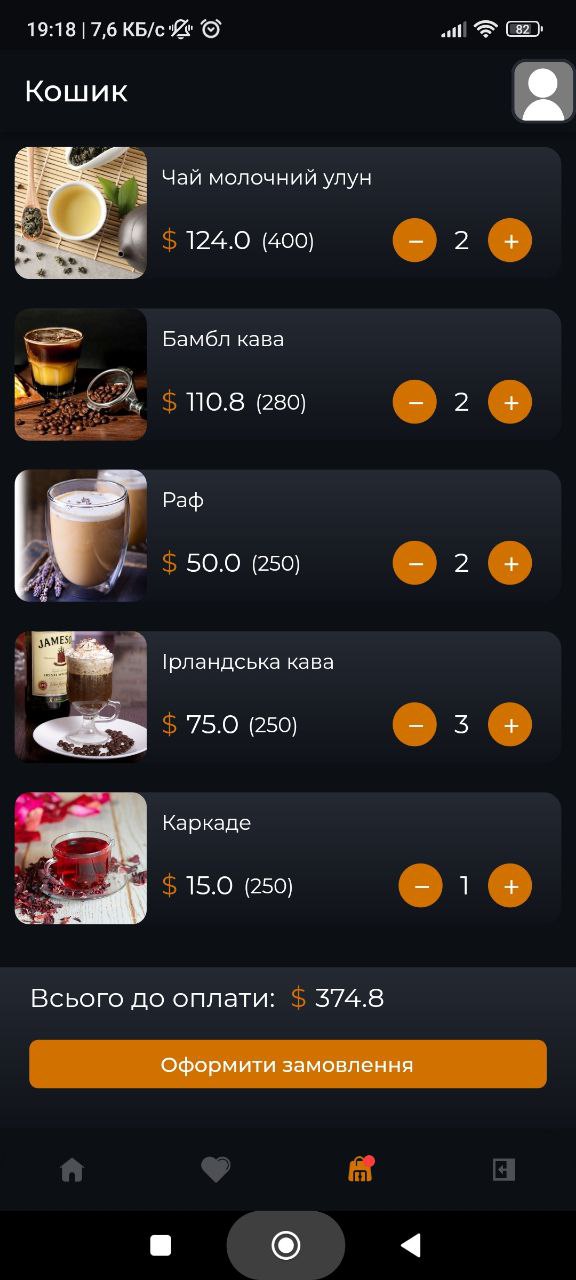 19:18 | 7,6 КБ/с
82
Кошик
Чай молочний улун
$ 124.0 (400)
− 2 +
Бамбл кава
$ 110.8 (280)
− 2 +
Раф
$ 50.0 (250)
− 2 +
JAMES
Ірландська кава
$ 75.0 (250)
− 3 +
Каркаде
$ 15.0 (250)
− 1 +
Всього до оплати: $ 374.8
Оформити замовлення